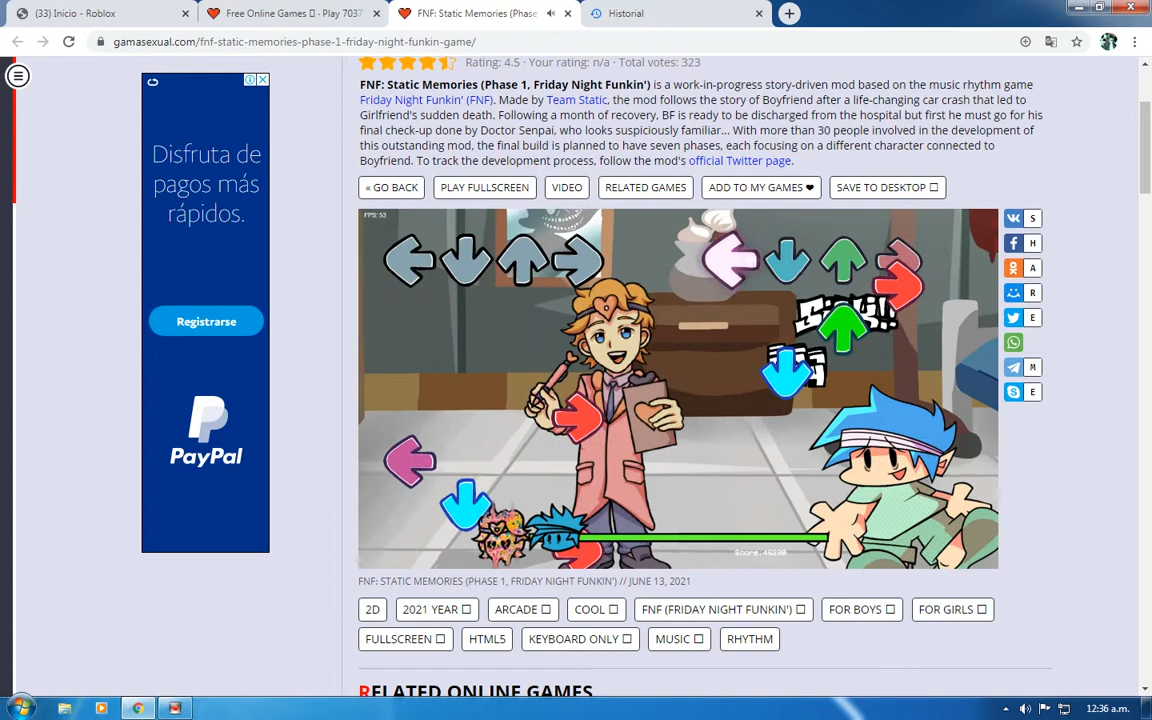 (33) Inicio - Roblox
Free Online Games
· Play 7037
FNF: Static Memories (Phase
Historial
gamasexual.com/fnf-static-memories-phase-1-friday-night-funkin-game/
Rating: 4.5 · Your rating: n/a · Total votes: 323
FNF: Static Memories (Phase 1, Friday Night Funkin') is a work-in-progress story-driven mod based on the music rhythm game
Friday Night Funkin' (FNF). Made by Team Static, the mod follows the story of Boyfriend after a life-changing car crash that led to
Girlfriend's sudden death. Following a month of recovery, BF is ready to be discharged from the hospital but first he must go for his
final check-up done by Doctor Senpai, who looks suspiciously familiar... With more than 30 people involved in the development of
this outstanding mod, the final build is planned to have seven phases, each focusing on a different character connected to
Boyfriend. To track the development process, follow the mod's official Twitter page.
« GO BACK
PLAY FULLSCREEN
VIDEO
RELATED GAMES
ADD TO MY GAMES ❤
SAVE TO DESKTOP
Disfruta de
pagos más
rápidos.
Registrarse
PayPal
FPS: 53
S
H
A
R
E
M
E
Score: 46290
FNF: STATIC MEMORIES (PHASE 1, FRIDAY NIGHT FUNKIN') // JUNE 13, 2021
2D
2021 YEAR
ARCADE
COOL
FNF (FRIDAY NIGHT FUNKIN')
FOR BOYS
FOR GIRLS
FULLSCREEN
HTML5
KEYBOARD ONLY
MUSIC
RHYTHM
RELATED ONLINE GAMES
12:36 a.m.